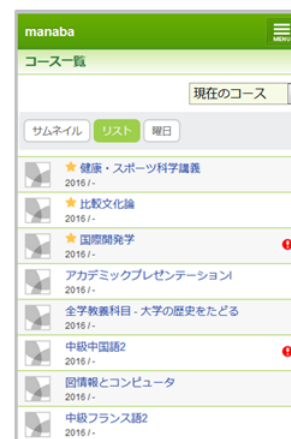 manaba
MENU
コース一覧
現在のコース
サムネイル リスト 曜日
健康・スポーツ科学講義
2016 / -
比較文化論
2016 / -
国際開発学
2016 / -
アカデミックプレゼンテーションI
2016 / -
全学教養科目 - 大学の歴史をたどる
2016 / -
中級中国語2
2016 / -
図情報とコンピュータ
2016 / -
中級フランス語2
2016 / -